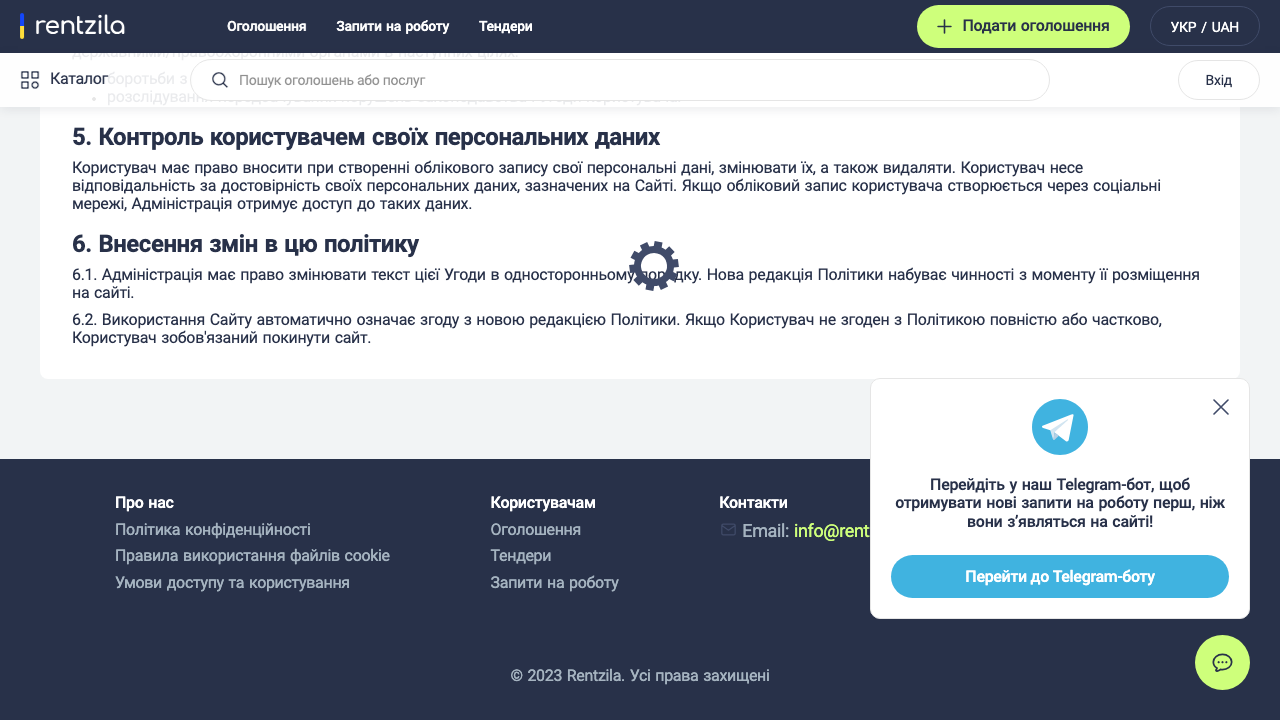 rentzila
Оголошення
Запити на роботу
Тендери
Подати оголошення
УКР / UAH
Каталог
Пошук оголошень або послуг
Вхід
боротьби з
5. Контроль користувачем своїх персональних даних
Користувач має право вносити при створенні облікового запису свої персональні дані, змінювати їх, а також видаляти. Користувач несе
відповідальність за достовірність своїх персональних даних, зазначених на Сайті. Якщо обліковий запис користувача створюється через соціальні
мережі, Адміністрація отримує доступ до таких даних.
6. Внесення змін в цю політику
6.1. Адміністрація має право змінювати текст цієї Угоди в односторонньому порядку. Нова редакція Політики набуває чинності з моменту її розміщення
на сайті.
6.2. Використання Сайту автоматично означає згоду з новою редакцією Політики. Якщо Користувач не згоден з Політикою повністю або частково,
Користувач зобов'язаний покинути сайт.
Перейдіть у наш Telegram-бот, щоб
отримувати нові запити на роботу перш, ніж
вони з’являться на сайті!
Перейти до Telegram-боту
Про нас
Політика конфіденційності
Правила використання файлів cookie
Умови доступу та користування
Користувачам
Оголошення
Тендери
Запити на роботу
Контакти
Email: info@rent
© 2023 Rentzila. Усі права захищені